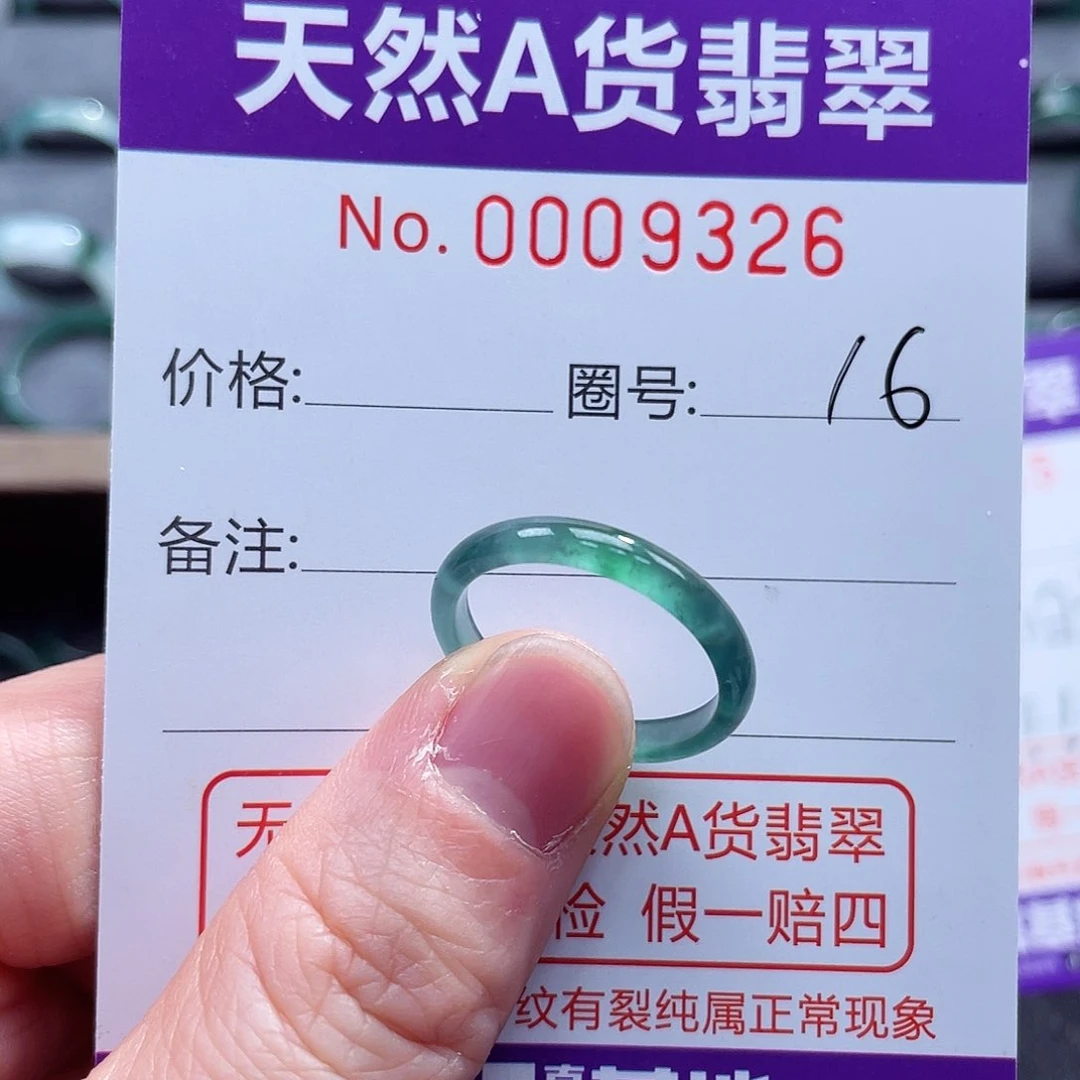 天然A货翡翠
No. 0009326
价格: 圈号: 16
备注:
无 然A货翡翠
检 假一赔四
纹有裂纯属正常现象